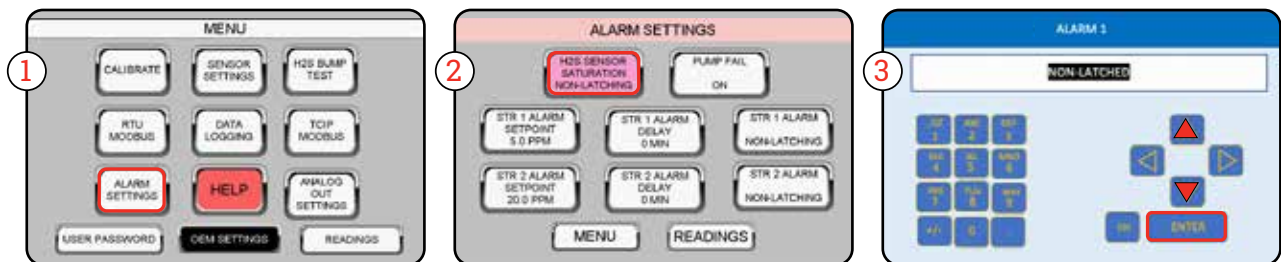 1
MENU
CALIBRATE
SENSOR
SETTINGS
H2S BUMP
TEST
RTU
MODBUS
DATA
LOGGING
TCIP
MODBUS
ALARM
SETTINGS
HELP
ANALOG
OUT
SETTINGS
USER PASSWORD
OEM SETTINGS
READINGS
2
ALARM SETTINGS
H2S SENSOR
SATURATION
NON-LATCHING
PUMP FAIL
ON
STR 1 ALARM
SETPOINT
5.0 PPM
STR 1 ALARM
DELAY
0 MIN
STR 1 ALARM
NON-LATCHING
STR 2 ALARM
SETPOINT
20.0 PPM
STR 2 ALARM
DELAY
0 MIN
STR 2 ALARM
NON-LATCHING
MENU
READINGS
3
ALARM 1
NON-LATCHED
1
2
3
4
5
6
7
8
9
+/-
0
ENTER